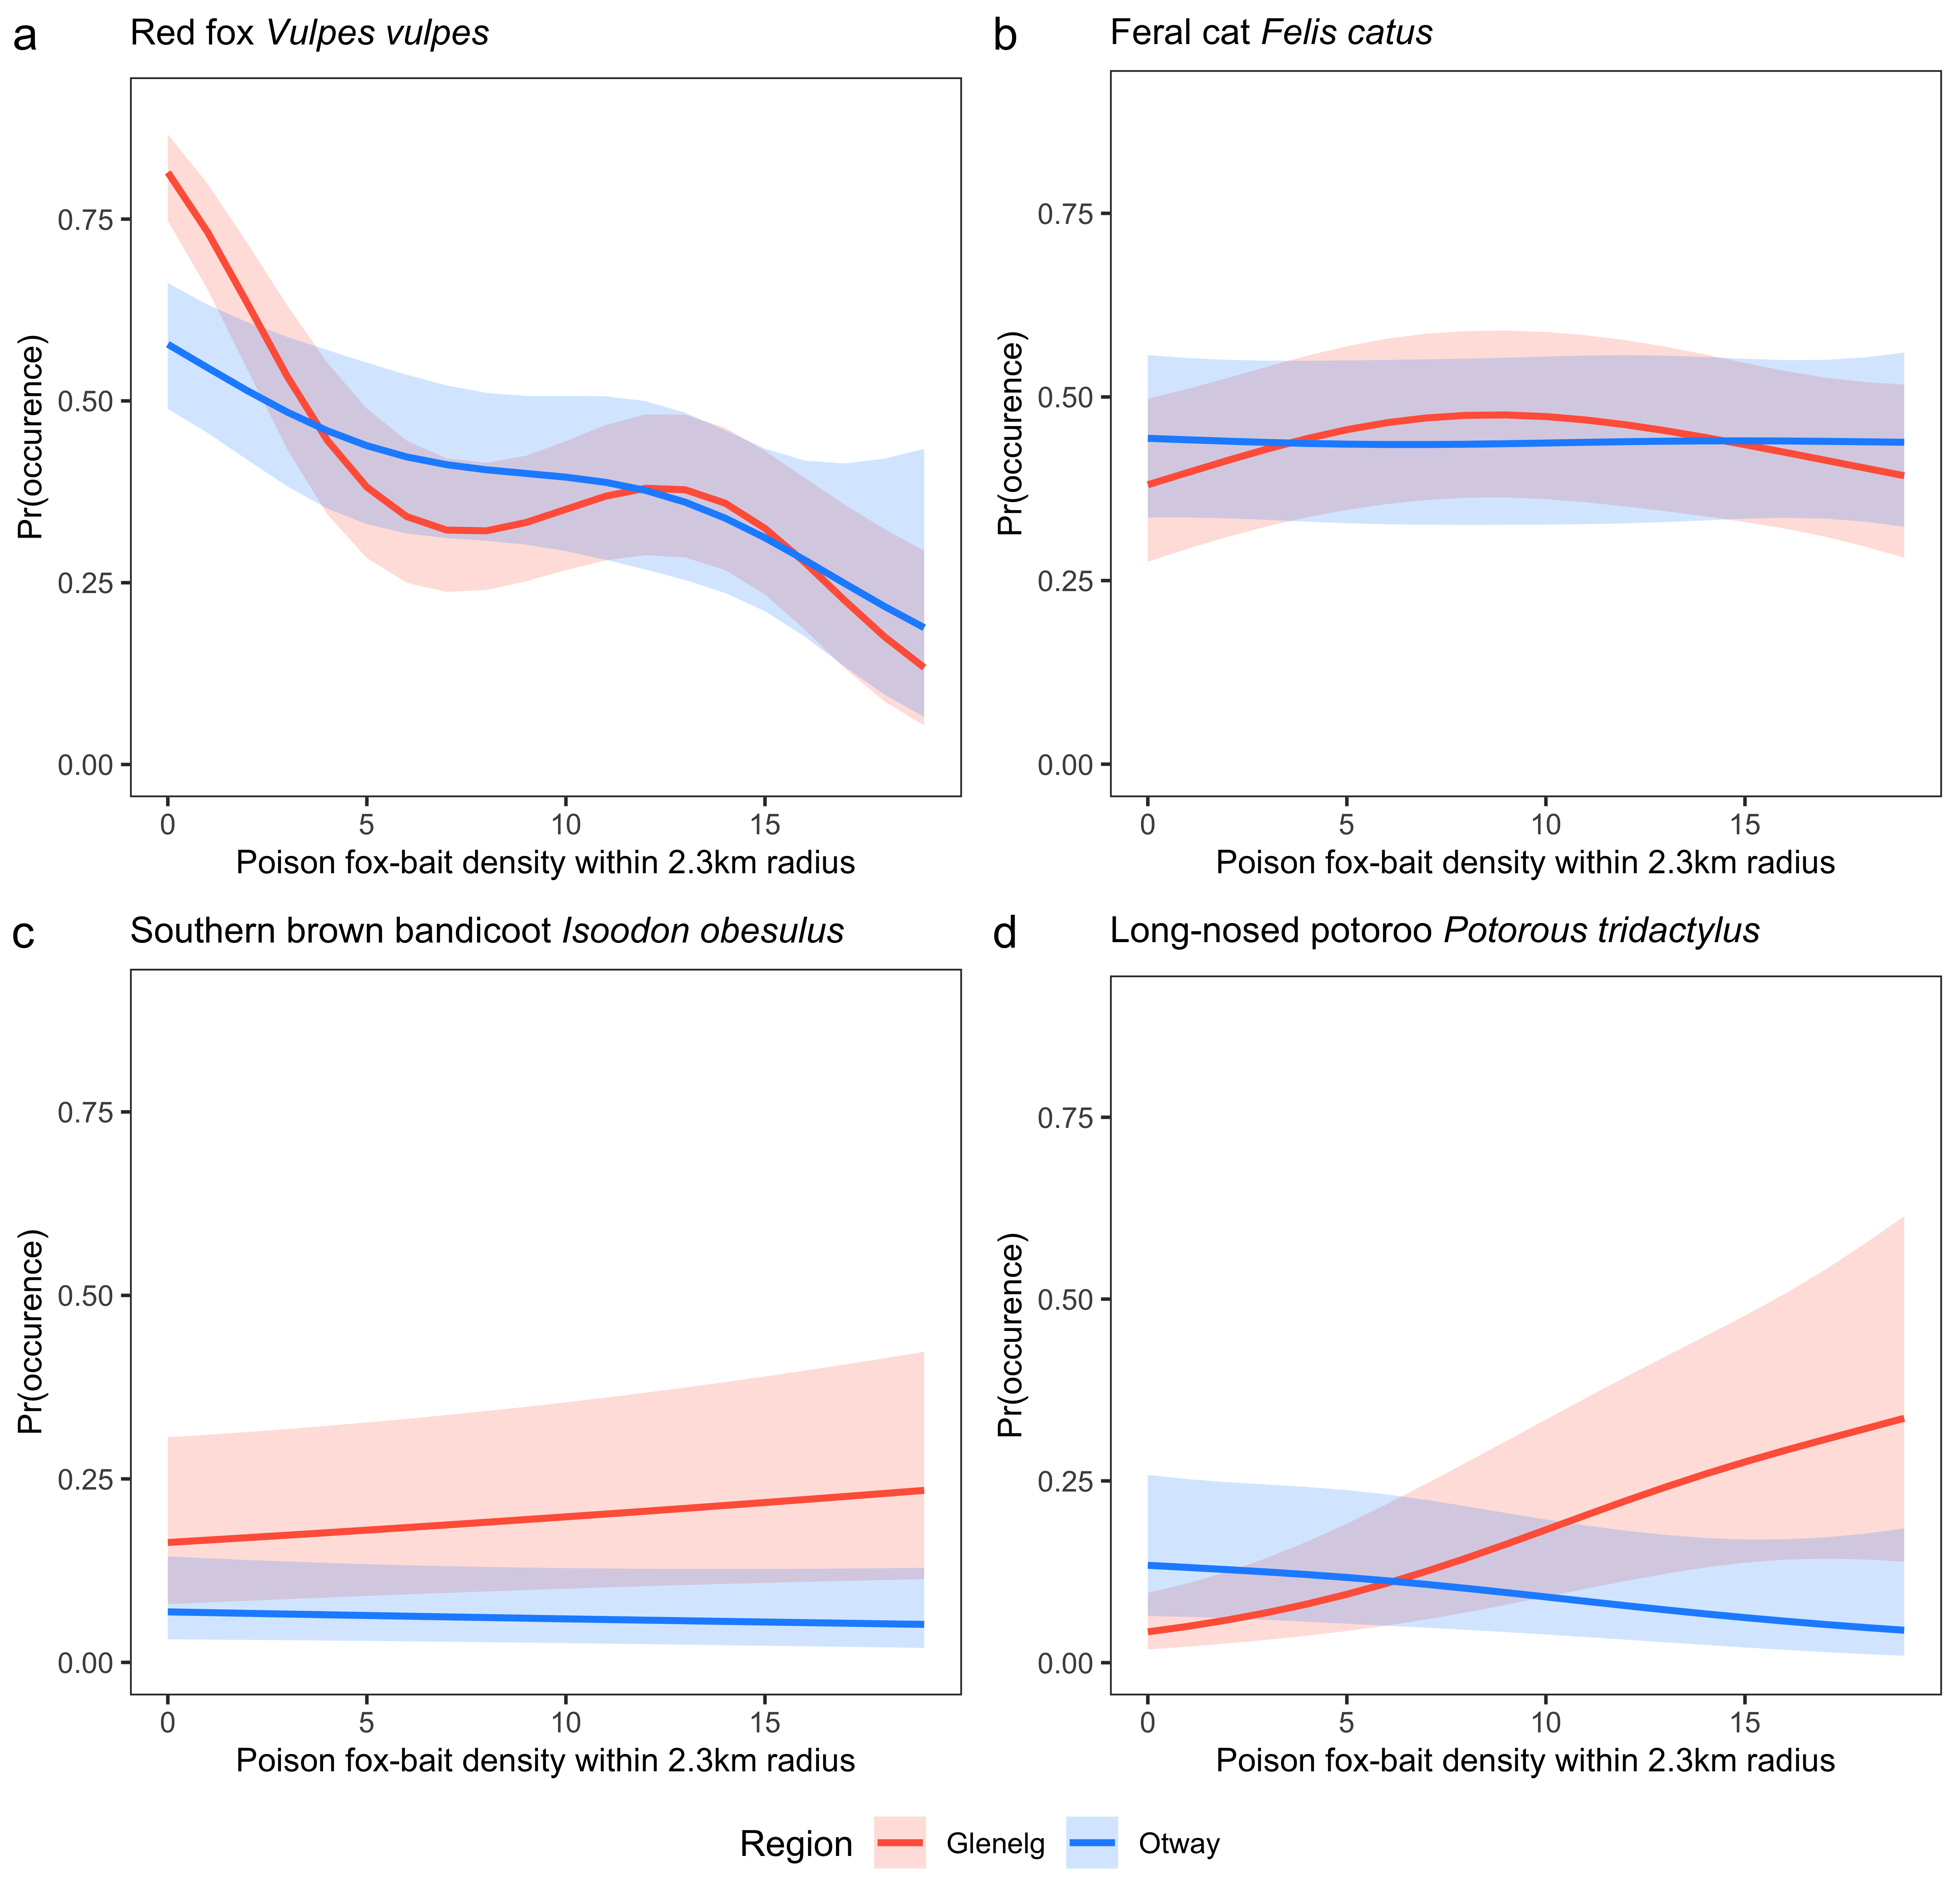 a Red fox Vulpes vulpes
Pr(occurence)
0.75
0.50
0.25
0.00
0 5 10 15
Poison fox-bait density within 2.3km radius
b Feral cat Felis catus
Pr(occurence)
0.75
0.50
0.25
0.00
0 5 10 15
Poison fox-bait density within 2.3km radius
c Southern brown bandicoot Isoodon obesulus
Pr(occurence)
0.75
0.50
0.25
0.00
0 5 10 15
Poison fox-bait density within 2.3km radius
d Long-nosed potoroo Potorous tridactylus
Pr(occurence)
0.75
0.50
0.25
0.00
0 5 10 15
Poison fox-bait density within 2.3km radius
Region Glenelg Otway